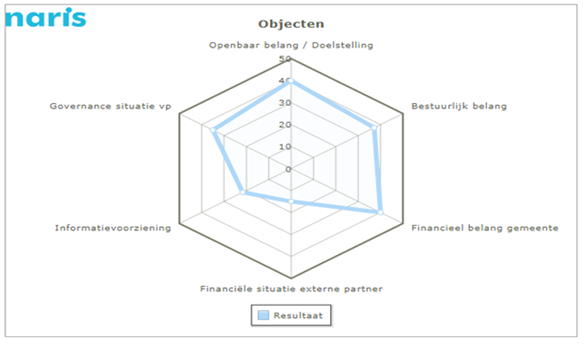 naris
Objecten
Openbaar belang / Doelstelling
50
40
Governance situatie vp
Bestuurlijk belang
30
20
10
0
Informatievoorziening
Financieel belang gemeente
Financiële situatie externe partner
Resultaat